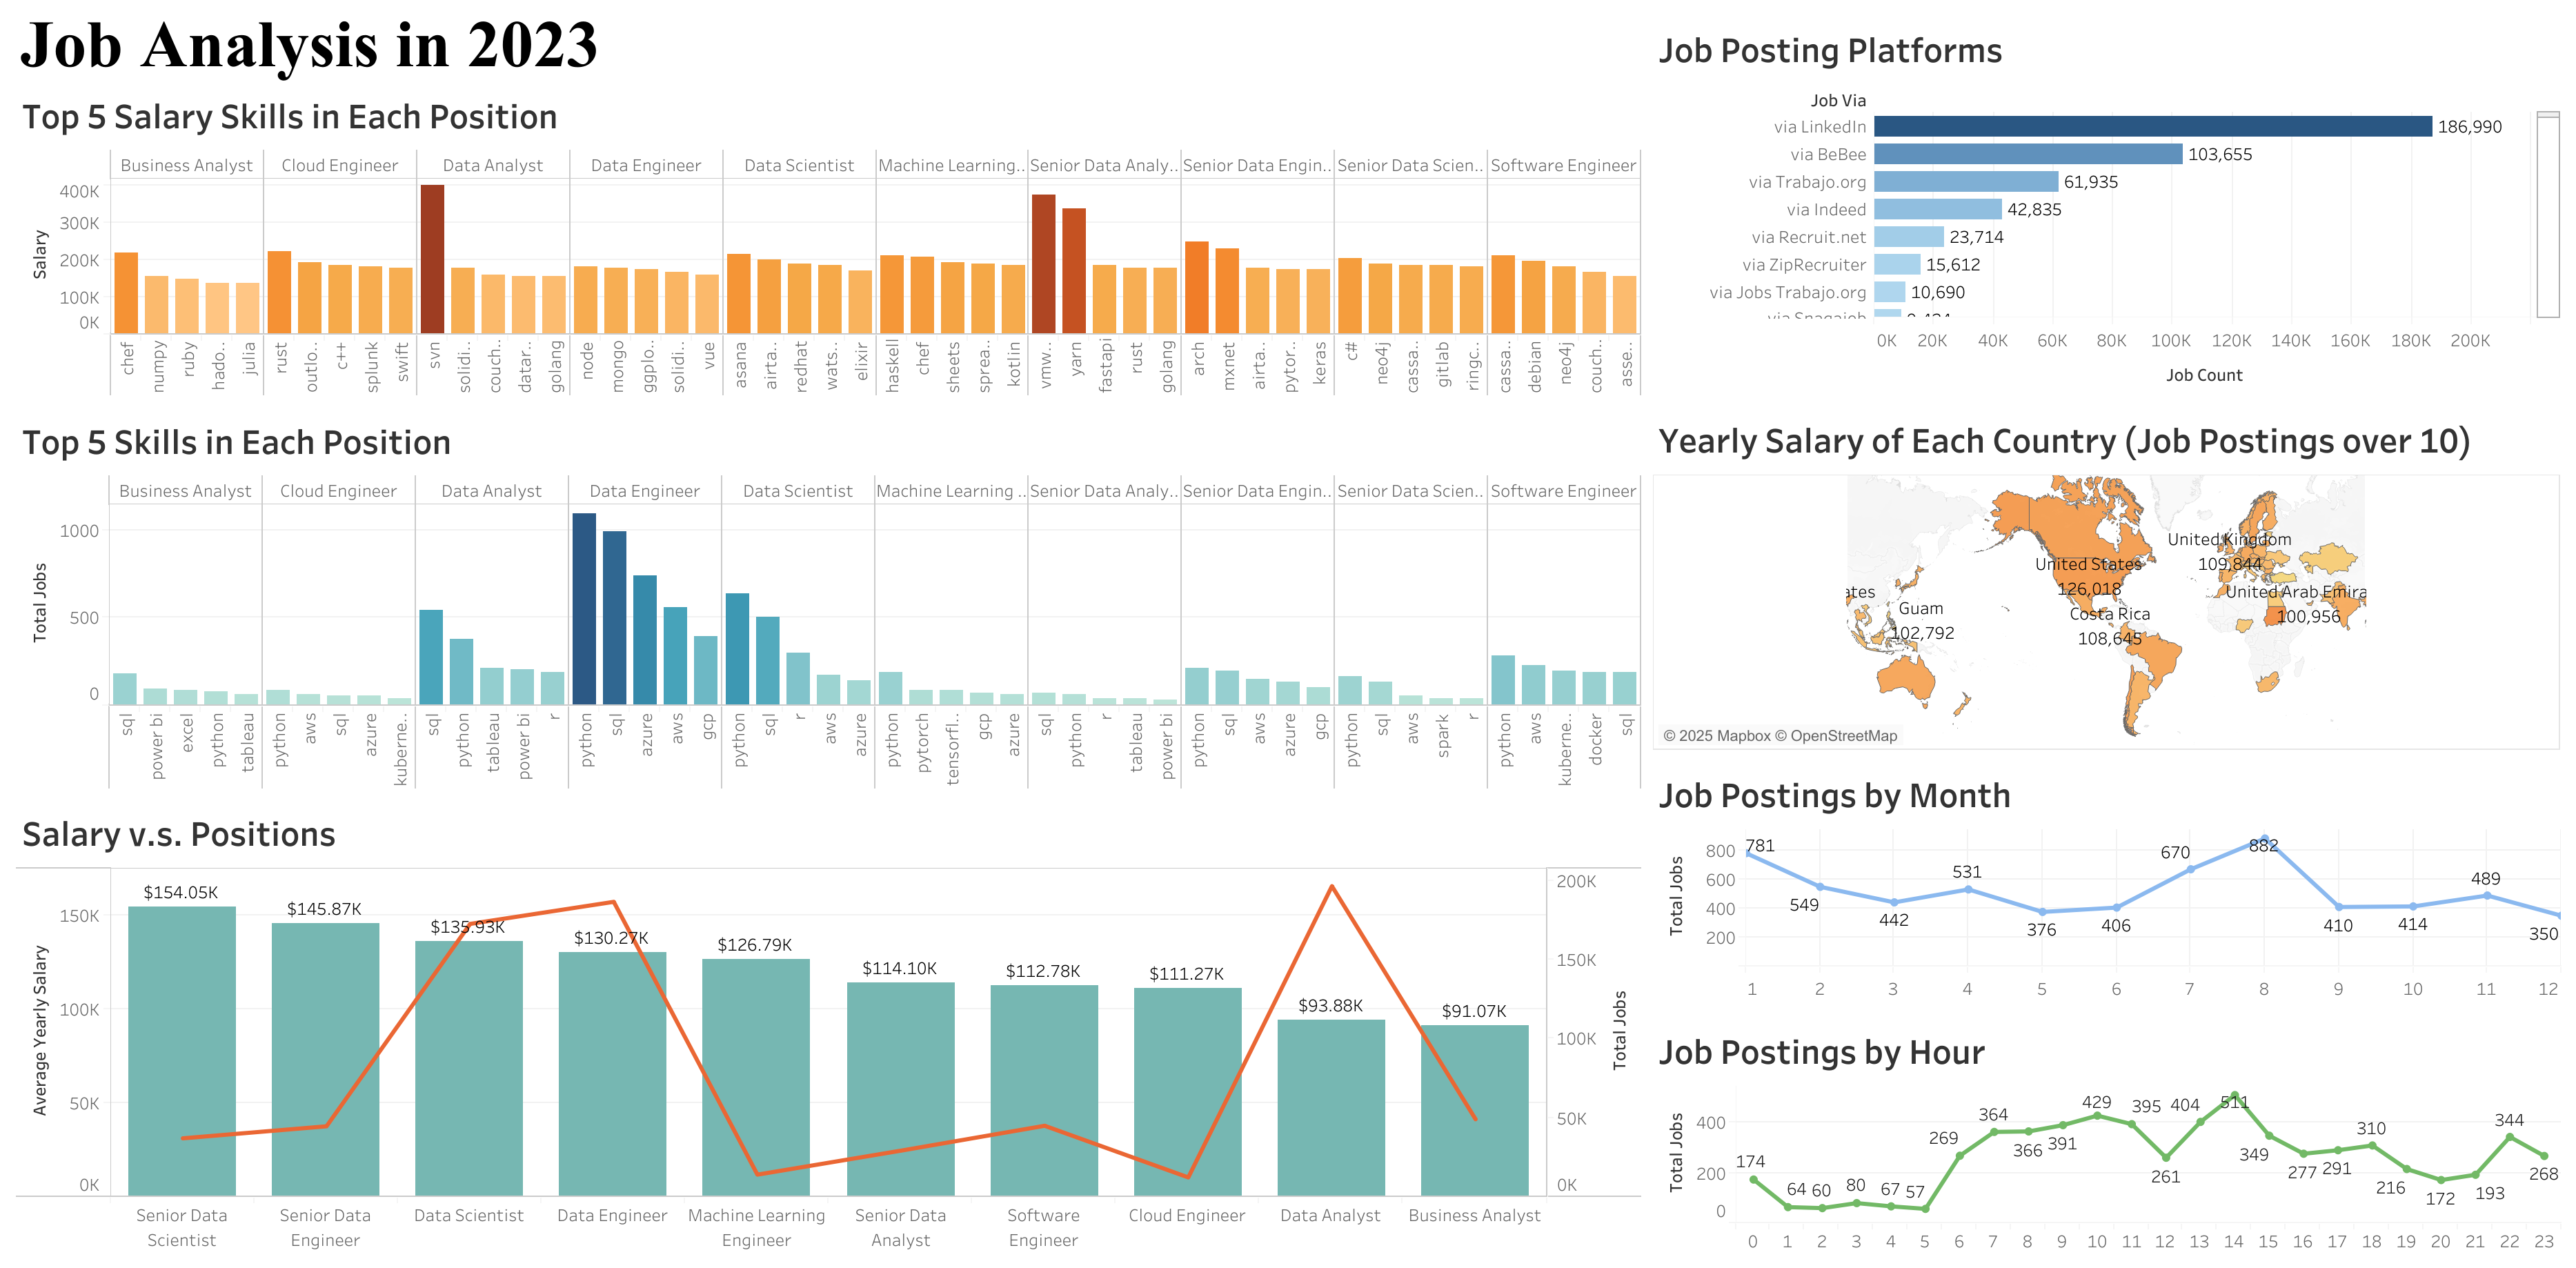 Job Analysis in 2023
Top 5 Salary Skills in Each Position
Business Analyst
Cloud Engineer
Data Analyst
Data Engineer
Data Scientist
Machine Learning..
Senior Data Analy..
Senior Data Engin..
Senior Data Scien..
Software Engineer
Salary
400K
300K
200K
100K
0K
chef
numpy
ruby
hado..
julia
rust
outlo..
c++
splunk
swift
svn
solidi..
couch..
datar..
golang
node
mongo
ggplo..
solidi..
vue
asana
airta..
redhat
wats..
elixir
haskell
chef
sheets
sprea..
kotlin
vmw..
yarn
fastapi
rust
golang
arch
mxnet
airta..
pytor..
keras
c#
neo4j
cassa..
gitlab
ringc..
cassa..
debian
neo4j
couch..
asse..
Top 5 Skills in Each Position
Business Analyst
Cloud Engineer
Data Analyst
Data Engineer
Data Scientist
Machine Learning ..
Senior Data Analy..
Senior Data Engin..
Senior Data Scien..
Software Engineer
Total Jobs
1000
500
0
sql
power bi
excel
python
tableau
python
aws
sql
azure
kuberne..
sql
python
tableau
power bi
r
python
sql
azure
aws
gcp
python
sql
r
aws
azure
python
pytorch
tensorfl..
gcp
azure
sql
python
r
tableau
power bi
python
sql
aws
azure
gcp
python
sql
aws
spark
r
python
aws
kuberne..
docker
sql
Salary v.s. Positions
Average Yearly Salary
150K
100K
50K
0K
$154.05K
$145.87K
$135.93K
$130.27K
$126.79K
$114.10K
$112.78K
$111.27K
$93.88K
$91.07K
200K
150K
100K
50K
0K
Total Jobs
Senior Data
Scientist
Senior Data
Engineer
Data Scientist
Data Engineer
Machine Learning
Engineer
Senior Data
Analyst
Software
Engineer
Cloud Engineer
Data Analyst
Business Analyst
Job Posting Platforms
Job Via
via LinkedIn 186,990
via BeBee 103,655
via Trabajo.org 61,935
via Indeed 42,835
via Recruit.net 23,714
via ZipRecruiter 15,612
via Jobs Trabajo.org 10,690
0K 20K 40K 60K 80K 100K 120K 140K 160K 180K 200K
Job Count
Yearly Salary of Each Country (Job Postings over 10)
United Kingdom
109,844
United States
126,018
United Arab Emira
100,956
ates
Guam
102,792
Costa Rica
108,645
© 2025 Mapbox © OpenStreetMap
Job Postings by Month
Total Jobs
800
600
400
200
781
549
442
531
376
406
670
882
410
414
489
350
1 2 3 4 5 6 7 8 9 10 11 12
Job Postings by Hour
Total Jobs
400
200
0
174
64
60
80
67
57
269
364
366
391
429
395
261
404
511
349
277
291
310
216
172
193
344
268
0 1 2 3 4 5 6 7 8 9 10 11 12 13 14 15 16 17 18 19 20 21 22 23